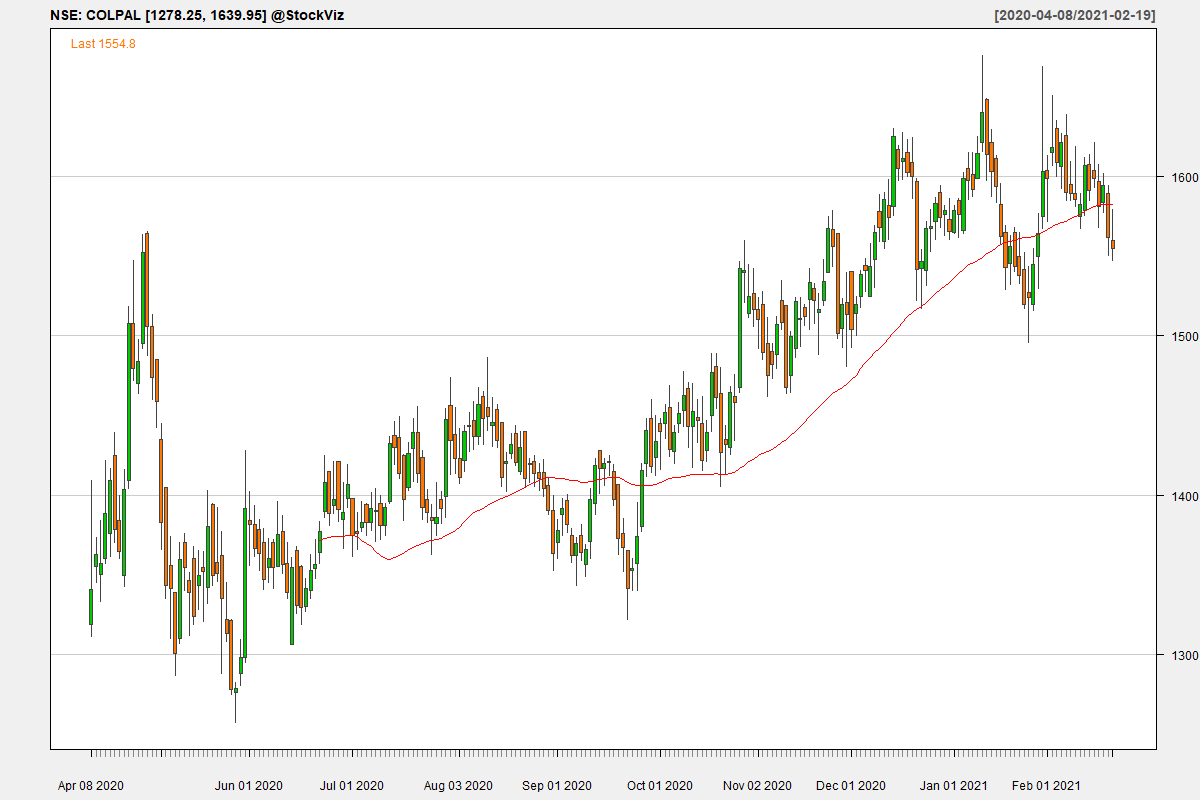 NSE: COLPAL [1278.25, 1639.95] @StockViz
[2020-04-08/2021-02-19]
Last 1554.8
1600
1500
1400
1300
Apr 08 2020
Jun 01 2020
Jul 01 2020
Aug 03 2020
Sep 01 2020
Oct 01 2020
Nov 02 2020
Dec 01 2020
Jan 01 2021
Feb 01 2021